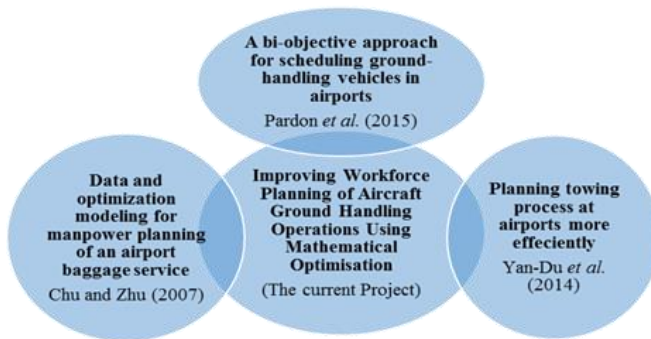 A bi-objective approach
for scheduling ground-
handling vehicles in
airports
Pardon et al. (2015)
Data and
optimization
modeling for
manpower planning
of an airport
baggage service
Chu and Zhu (2007)
Improving Workforce
Planning of Aircraft
Ground Handling
Operations Using
Mathematical
Optimisation
(The current Project)
Planning towing
process at
airports more
effeciently
Yan-Du et al.
(2014)